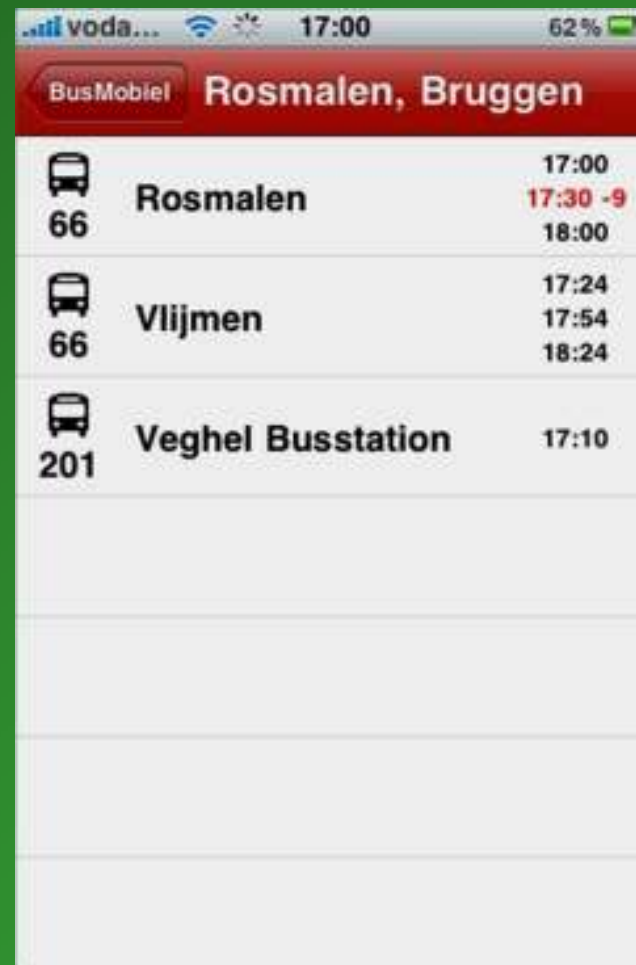 voda... 17:00 62%
BusMobiel Rosmalen, Bruggen
66 Rosmalen 17:00
17:30 -9
18:00
66 Vlijmen 17:24
17:54
18:24
201 Veghel Busstation 17:10